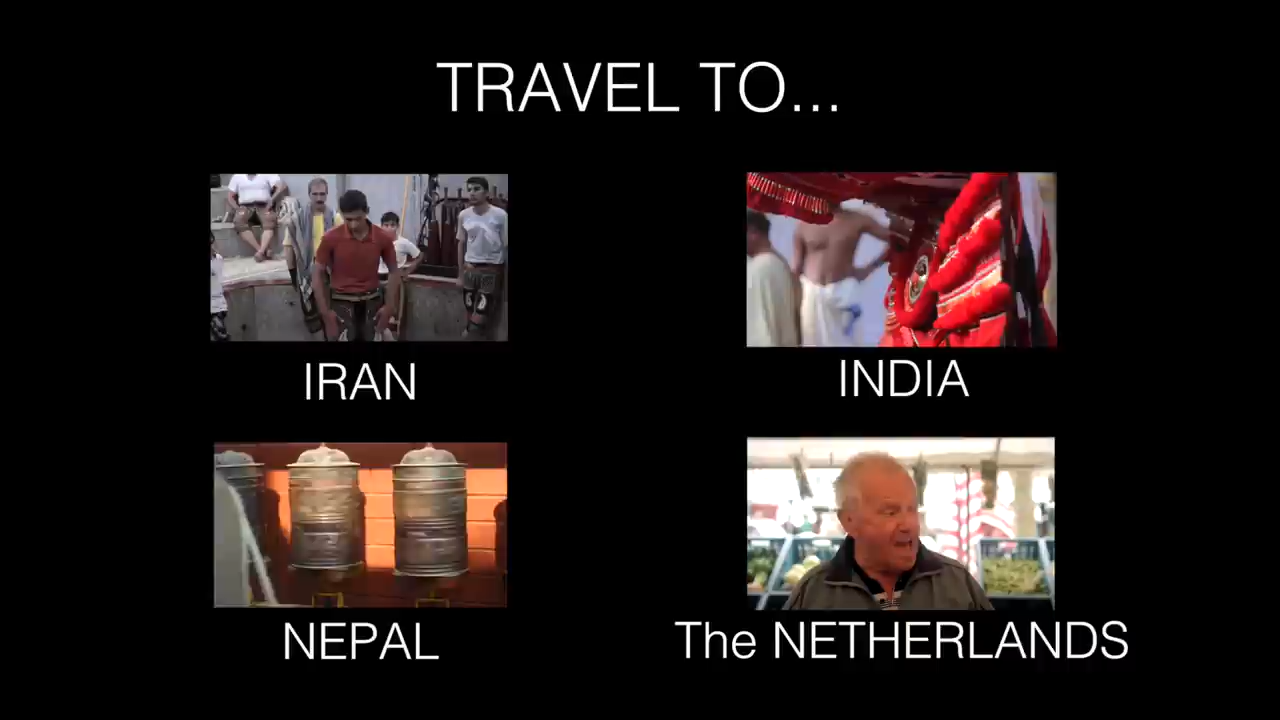 TRAVEL TO...
IRAN
INDIA
NEPAL
The NETHERLANDS